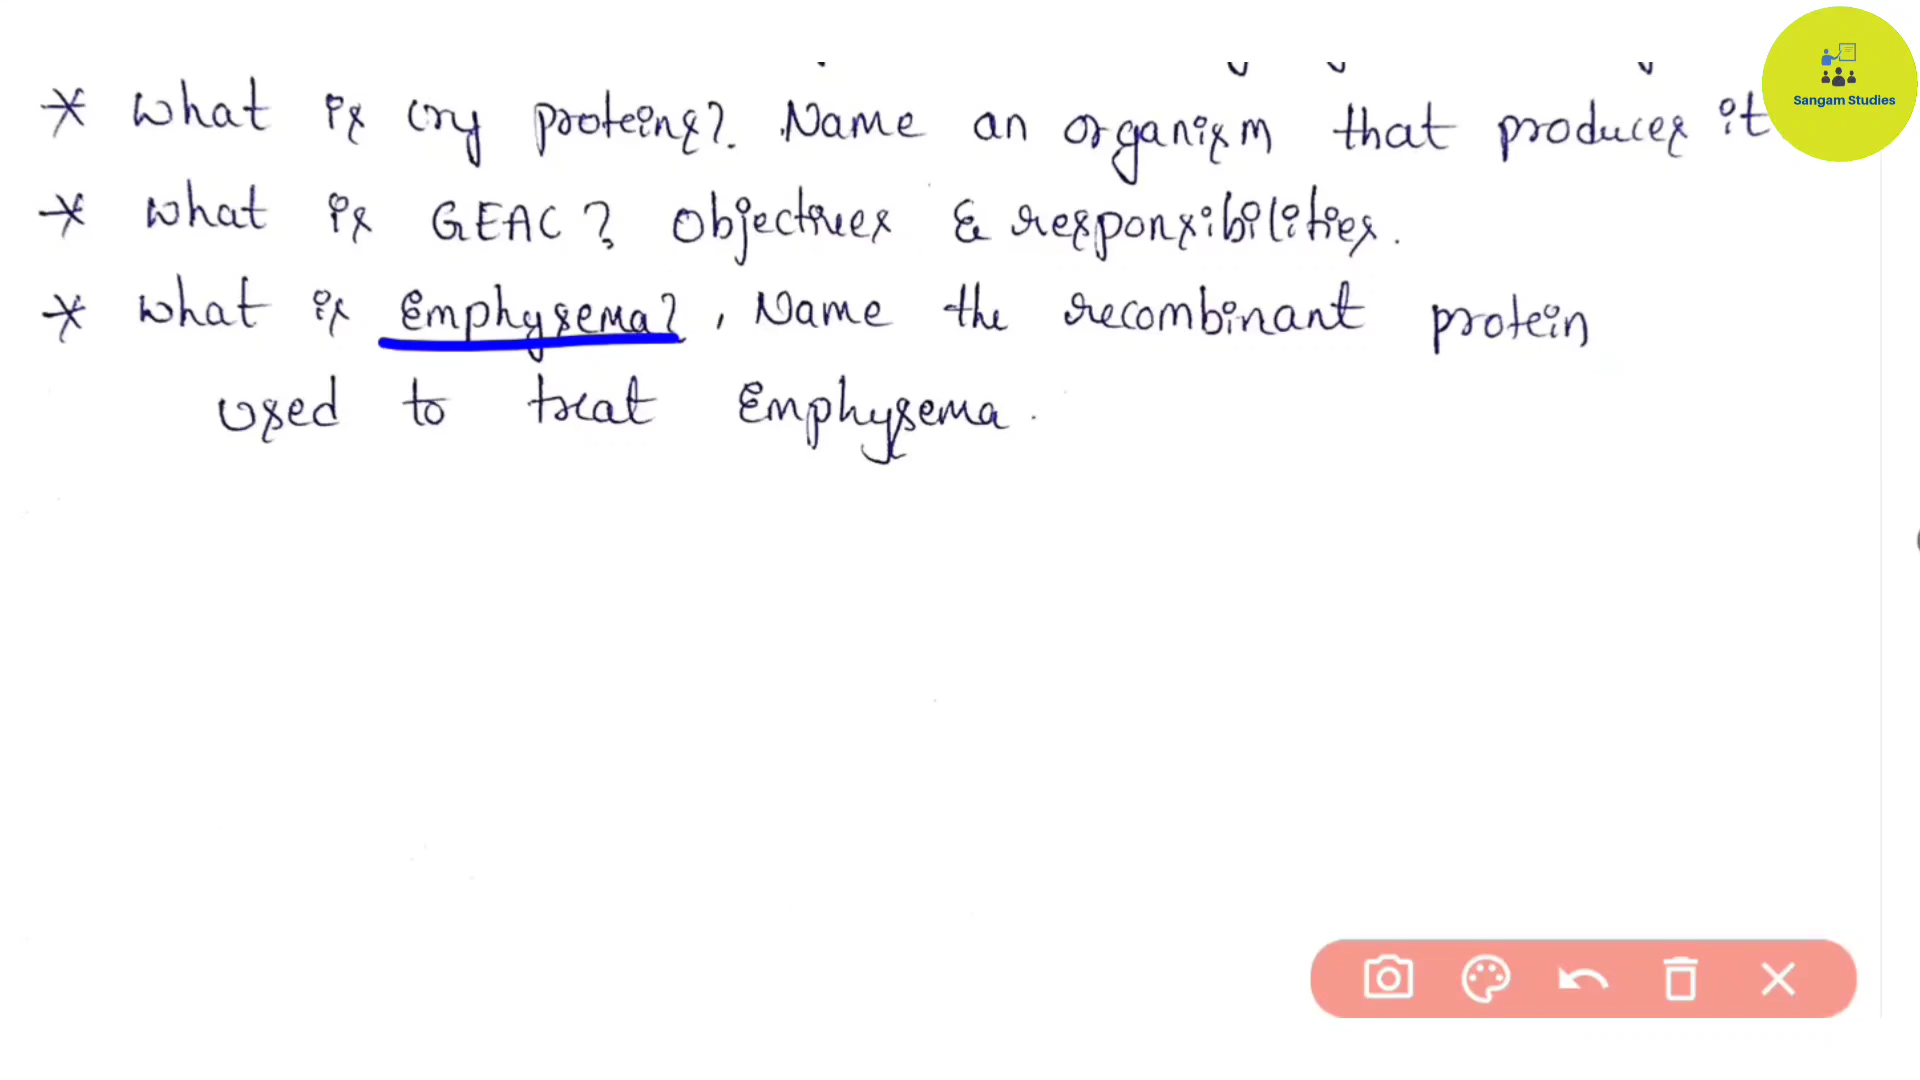 * What is cry proteins?. Name an organism that produces it
Sangam Studies
* What is GEAC? Objectives & responsibilities.
* What is Emphysema?, Name the recombinant protein
used to treat Emphysema.